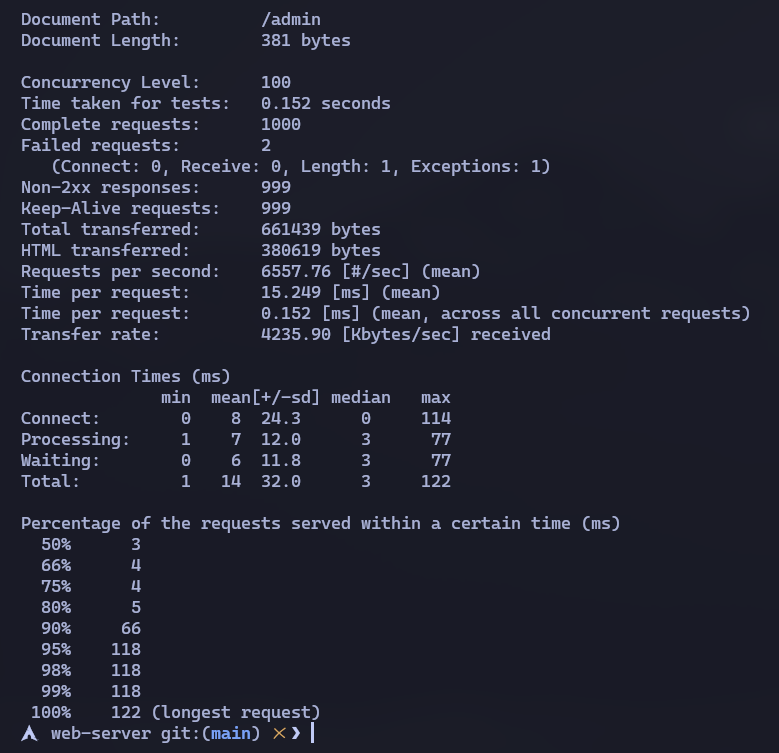 Document Path:          /admin
Document Length:        381 bytes

Concurrency Level:      100
Time taken for tests:   0.152 seconds
Complete requests:      1000
Failed requests:        2
   (Connect: 0, Receive: 0, Length: 1, Exceptions: 1)
Non-2xx responses:      999
Keep-Alive requests:    999
Total transferred:      661439 bytes
HTML transferred:       380619 bytes
Requests per second:    6557.76 [#/sec] (mean)
Time per request:       15.249 [ms] (mean)
Time per request:       0.152 [ms] (mean, across all concurrent requests)
Transfer rate:          4235.90 [Kbytes/sec] received

Connection Times (ms)
              min  mean[+/-sd] median   max
Connect:        0    8  24.3      0     114
Processing:     1    7  12.0      3      77
Waiting:        0    6  11.8      3      77
Total:          1   14  32.0      3     122

Percentage of the requests served within a certain time (ms)
  50%      3
  66%      4
  75%      4
  80%      5
  90%     66
  95%    118
  98%    118
  99%    118
 100%    122 (longest request)
web-server git:(main) ✕ ❯